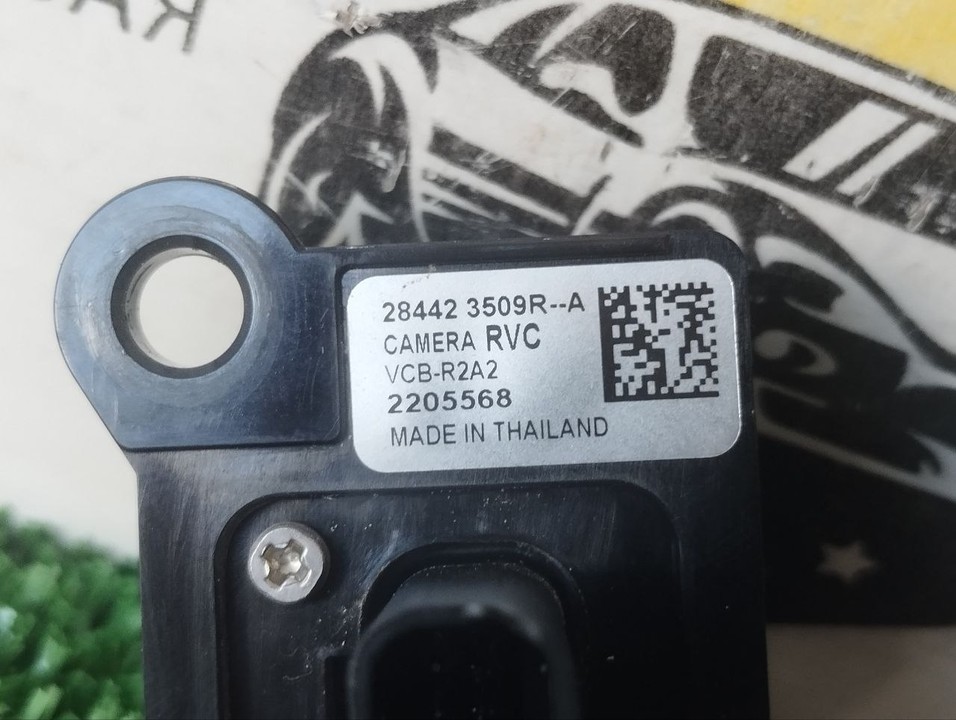 28442 3509R--A
CAMERA RVC
VCB-R2A2
2205568
MADE IN THAILAND